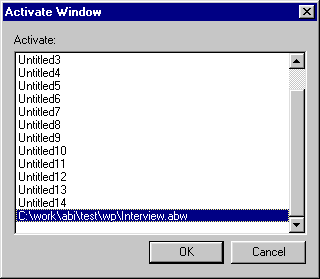 Activate Window
Activate:
Untitled3
Untitled4
Untitled5
Untitled6
Untitled7
Untitled8
Untitled9
Untitled10
Untitled11
Untitled12
Untitled13
Untitled14
C:\work\abi\test\wp\Interview.abw
OK Cancel